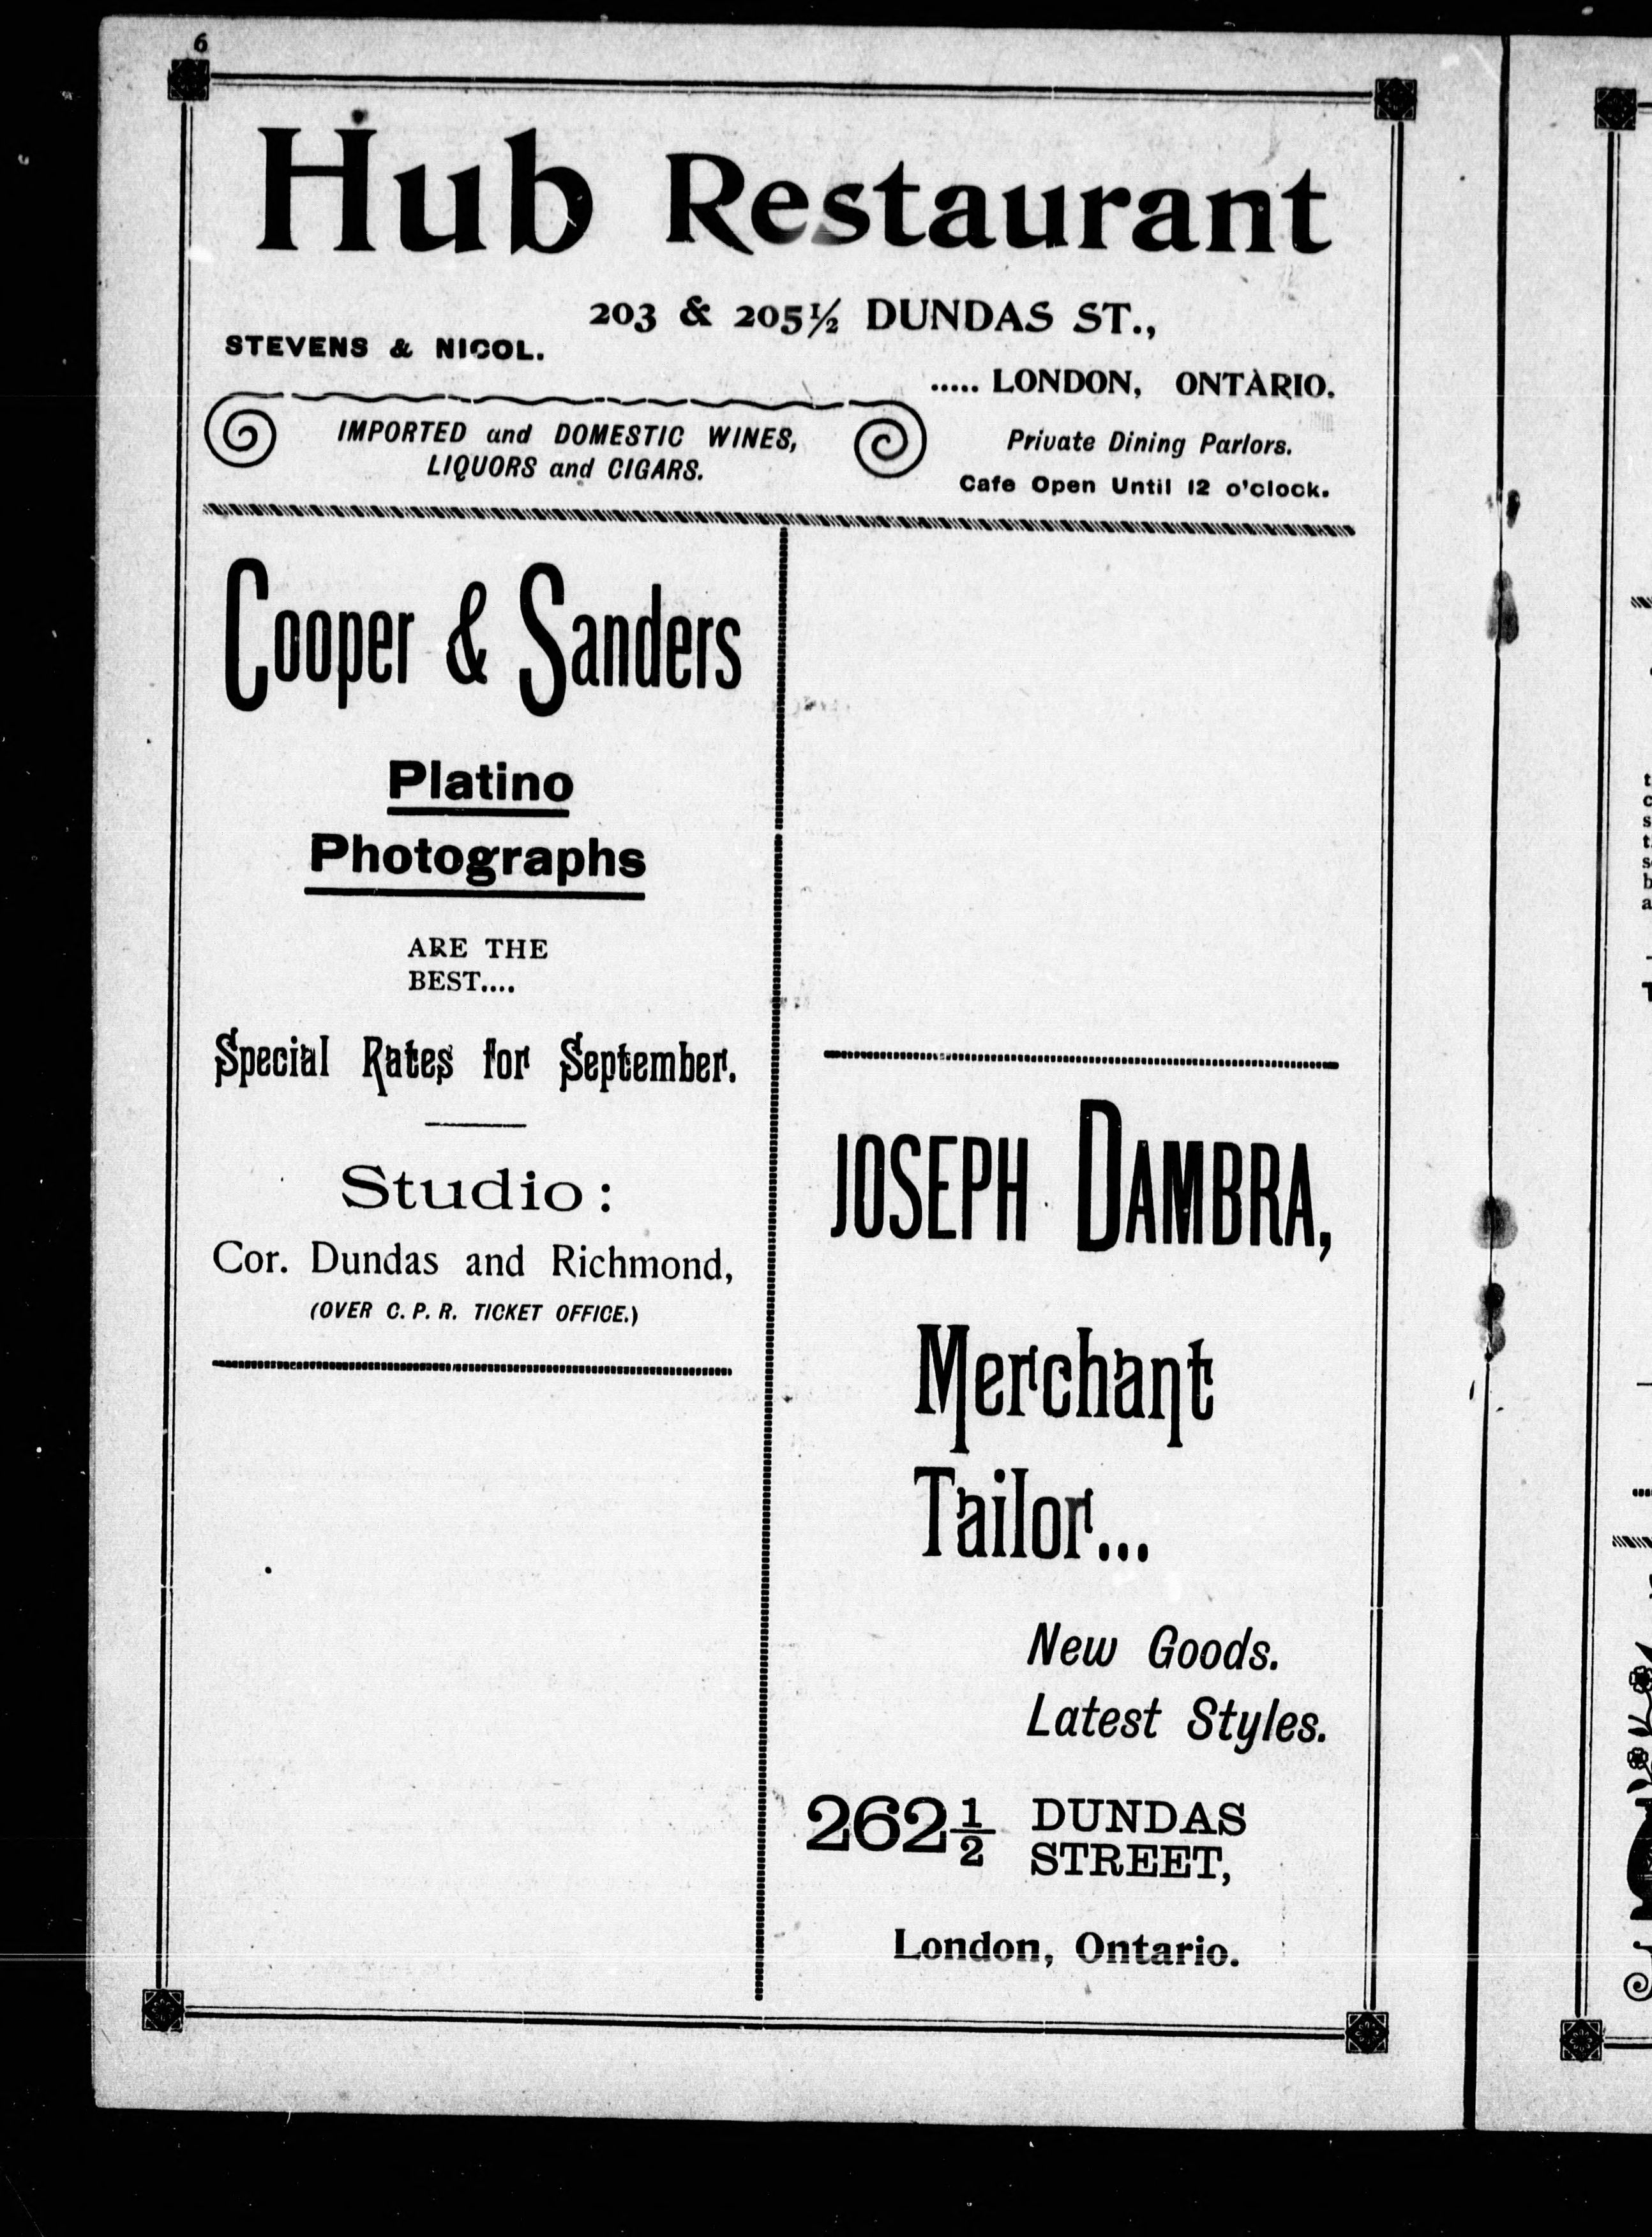 6
Hub Restaurant
203 & 205½ DUNDAS ST.,
STEVENS & NICOL.
..... LONDON, ONTARIO.
IMPORTED and DOMESTIC WINES,
LIQUORS and CIGARS.
Private Dining Parlors.
Cafe Open Until 12 o'clock.
Cooper & Sanders
Platino
Photographs
ARE THE
BEST....
Special Rates for September.
Studio:
Cor. Dundas and Richmond,
(OVER C. P. R. TICKET OFFICE.)
JOSEPH DAMBRA,
Merchant
Tailor...
New Goods.
Latest Styles.
262½ DUNDAS
STREET,
London, Ontario.